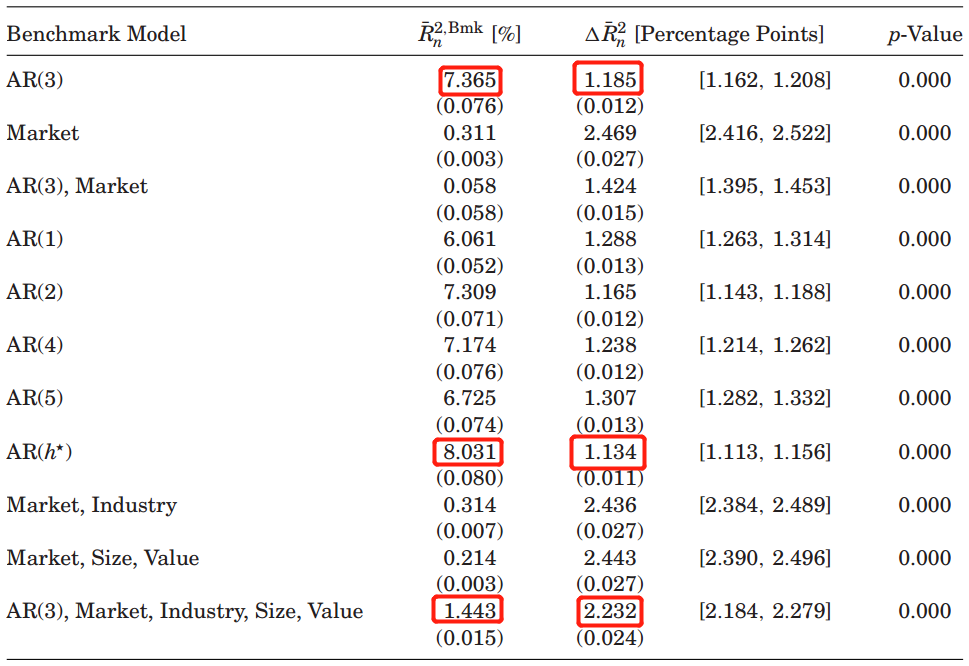 Benchmark Model R̄ₙ²,ᴮᵐᵏ [%] ΔR̄ₙ² [Percentage Points] p-Value
AR(3) 7.365 1.185 [1.162, 1.208] 0.000
(0.076) (0.012)
Market 0.311 2.469 [2.416, 2.522] 0.000
(0.003) (0.027)
AR(3), Market 0.058 1.424 [1.395, 1.453] 0.000
(0.058) (0.015)
AR(1) 6.061 1.288 [1.263, 1.314] 0.000
(0.052) (0.013)
AR(2) 7.309 1.165 [1.143, 1.188] 0.000
(0.071) (0.012)
AR(4) 7.174 1.238 [1.214, 1.262] 0.000
(0.076) (0.012)
AR(5) 6.725 1.307 [1.282, 1.332] 0.000
(0.074) (0.013)
AR(h⋆) 8.031 1.134 [1.113, 1.156] 0.000
(0.080) (0.011)
Market, Industry 0.314 2.436 [2.384, 2.489] 0.000
(0.007) (0.027)
Market, Size, Value 0.214 2.443 [2.390, 2.496] 0.000
(0.003) (0.027)
AR(3), Market, Industry, Size, Value 1.443 2.232 [2.184, 2.279] 0.000
(0.015) (0.024)